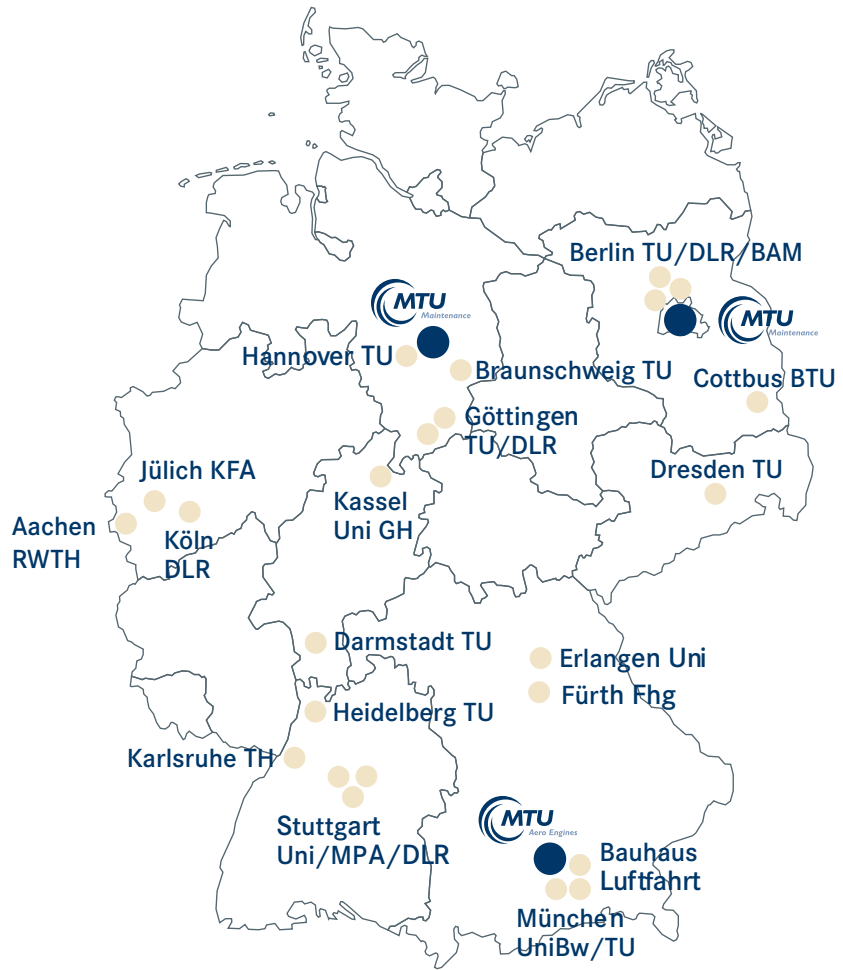 Berlin TU/DLR/BAM
MTU
Maintenance
MTU
Maintenance
Hannover TU
Braunschweig TU
Cottbus BTU
Göttingen
TU/DLR
Dresden TU
Jülich KFA
Kassel
Uni GH
Aachen
RWTH
Köln
DLR
Darmstadt TU
Erlangen Uni
Fürth Fhg
Heidelberg TU
Karlsruhe TH
Stuttgart
Uni/MPA/DLR
MTU
Aero Engines
Bauhaus
Luftfahrt
München
UniBw/TU